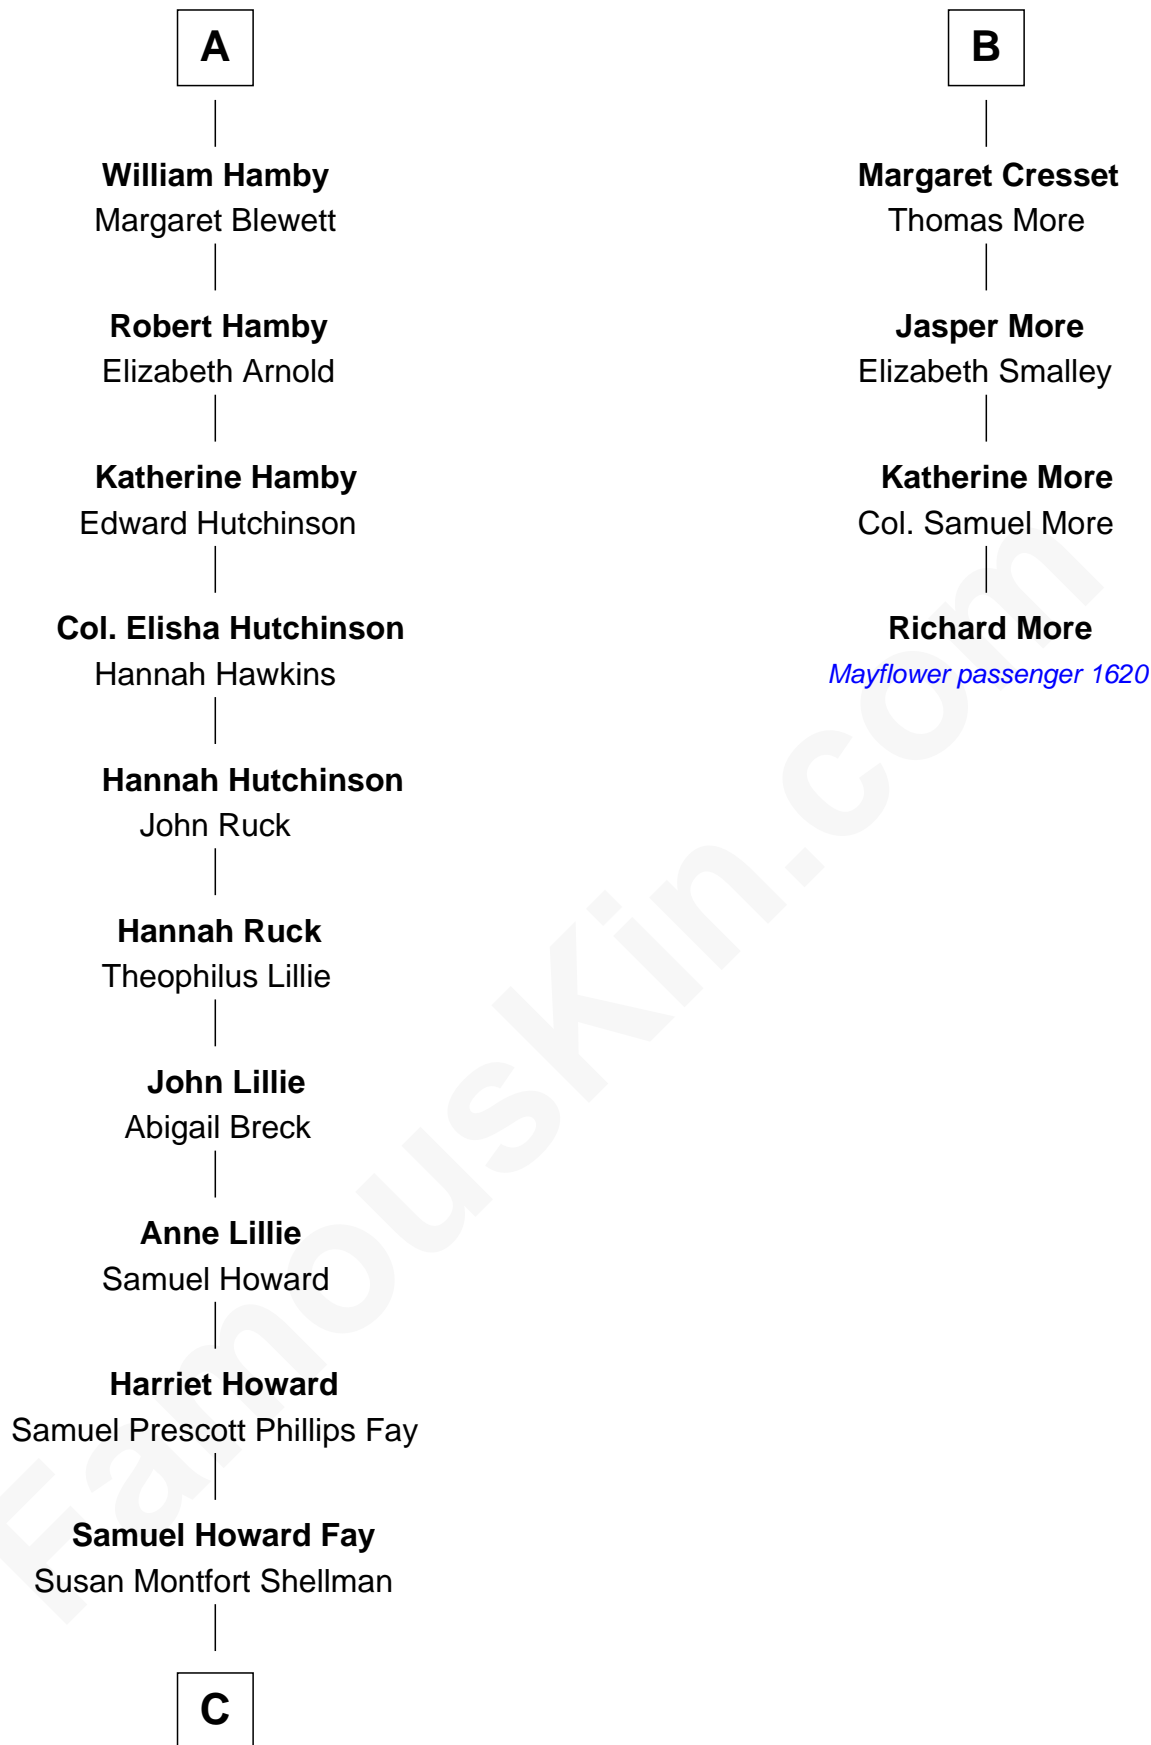 A
William Hamby
Margaret Blewett
Robert Hamby
Elizabeth Arnold
Katherine Hamby
Edward Hutchinson
Col. Elisha Hutchinson
Hannah Hawkins
Hannah Hutchinson
John Ruck
Hannah Ruck
Theophilus Lillie
John Lillie
Abigail Breck
Anne Lillie
Samuel Howard
Harriet Howard
Samuel Prescott Phillips Fay
Samuel Howard Fay
Susan Montfort Shellman
C
B
Margaret Cresset
Thomas More
Jasper More
Elizabeth Smalley
Katherine More
Col. Samuel More
Richard More
Mayflower passenger 1620
FamousKin.com